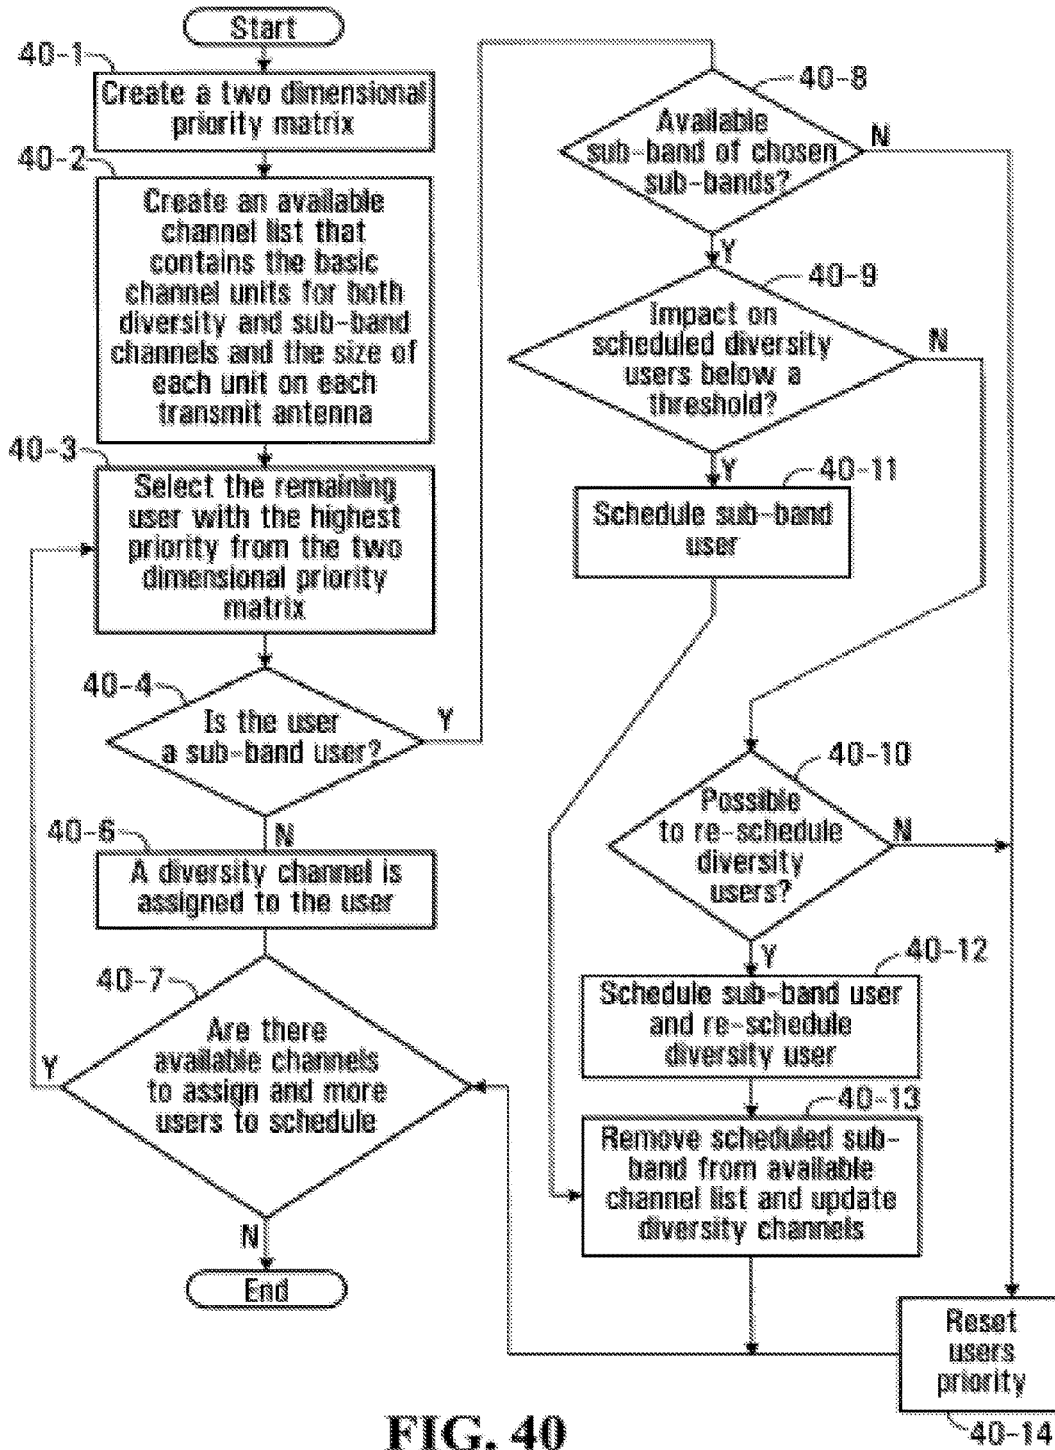 Start
40-1
Create a two dimensional
priority matrix
40-2
Create an available
channel list that
contains the basic
channel units for both
diversity and sub-band
channels and the size of
each unit on each
transmit antenna
40-3
Select the remaining
user with the highest
priority from the two
dimensional priority
matrix
40-4
Is the user
a sub-band user?
Y
N
40-6
A diversity channel is
assigned to the user
40-7
Are there
available channels
to assign and more
users to schedule
Y
N
End
40-8
Available
sub-band of chosen
sub-bands?
N
Y
40-9
Impact on
scheduled diversity
users below a
threshold?
N
Y
40-11
Schedule sub-band
user
40-10
Possible
to re-schedule
diversity
users?
N
Y
40-12
Schedule sub-band user
and re-schedule
diversity user
40-13
Remove scheduled sub-
band from available
channel list and update
diversity channels
Reset
users
priority
40-14
FIG. 40